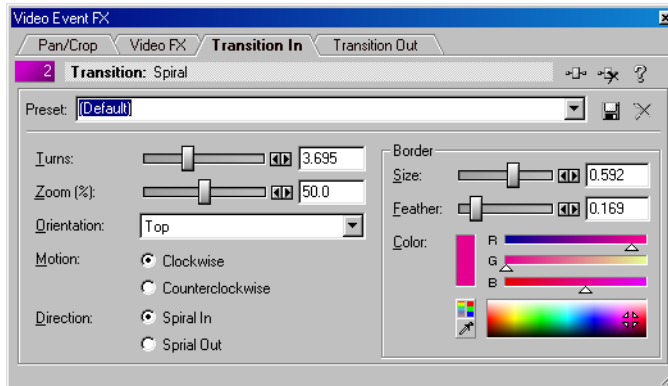 Video Event FX
Pan/Crop Video FX Transition In Transition Out
2 Transition: Spiral
Preset: (Default)
Turns: 3.695
Zoom (%): 50.0
Orientation: Top
Motion: Clockwise
Counterclockwise
Direction: Spiral In
Sprial Out
Border
Size: 0.592
Feather: 0.169
Color: R
G
B